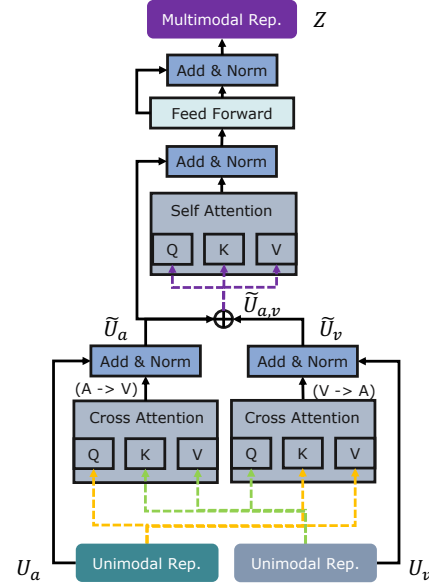 Multimodal Rep. Z
Add & Norm
Feed Forward
Add & Norm
Self Attention
Q K V
Ũₐ,ᵥ
Ũₐ Ũᵥ
Add & Norm Add & Norm
(A -> V) (V -> A)
Cross Attention Cross Attention
Q K V Q K V
Uₐ Uᵥ
Unimodal Rep. Unimodal Rep.